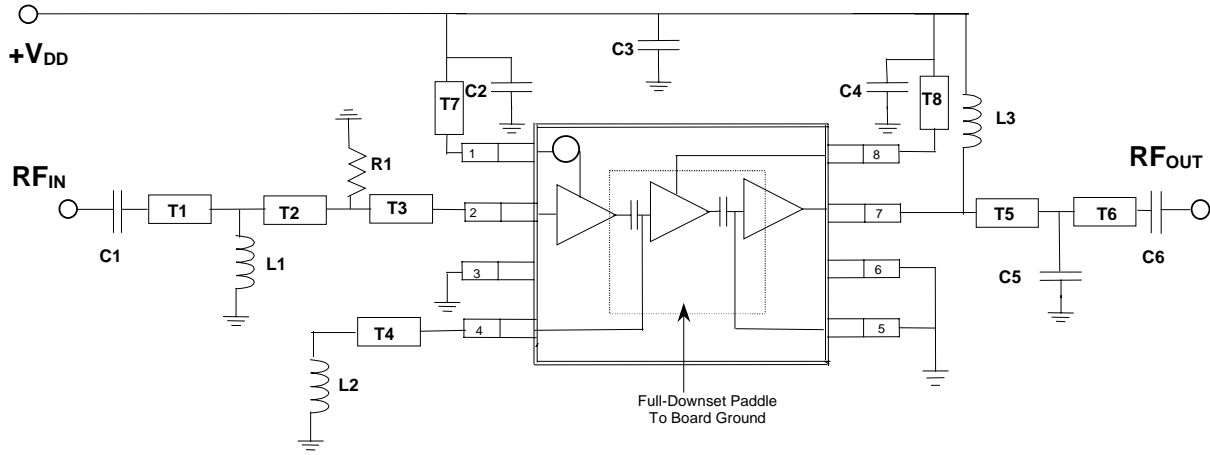 +VDD
C3
C2
C4
T7
T8
L3
1
8
R1
RFIN
RFOUT
T1
T2
T3
2
7
T5
T6
C1
L1
3
6
C5
C6
T4
4
5
L2
Full-Downset Paddle
To Board Ground